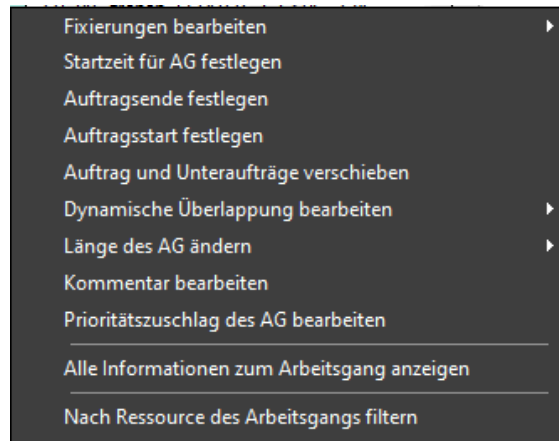 Fixierungen bearbeiten
Startzeit für AG festlegen
Auftragsende festlegen
Auftragsstart festlegen
Auftrag und Unteraufträge verschieben
Dynamische Überlappung bearbeiten
Länge des AG ändern
Kommentar bearbeiten
Prioritätszuschlag des AG bearbeiten
Alle Informationen zum Arbeitsgang anzeigen
Nach Ressource des Arbeitsgangs filtern